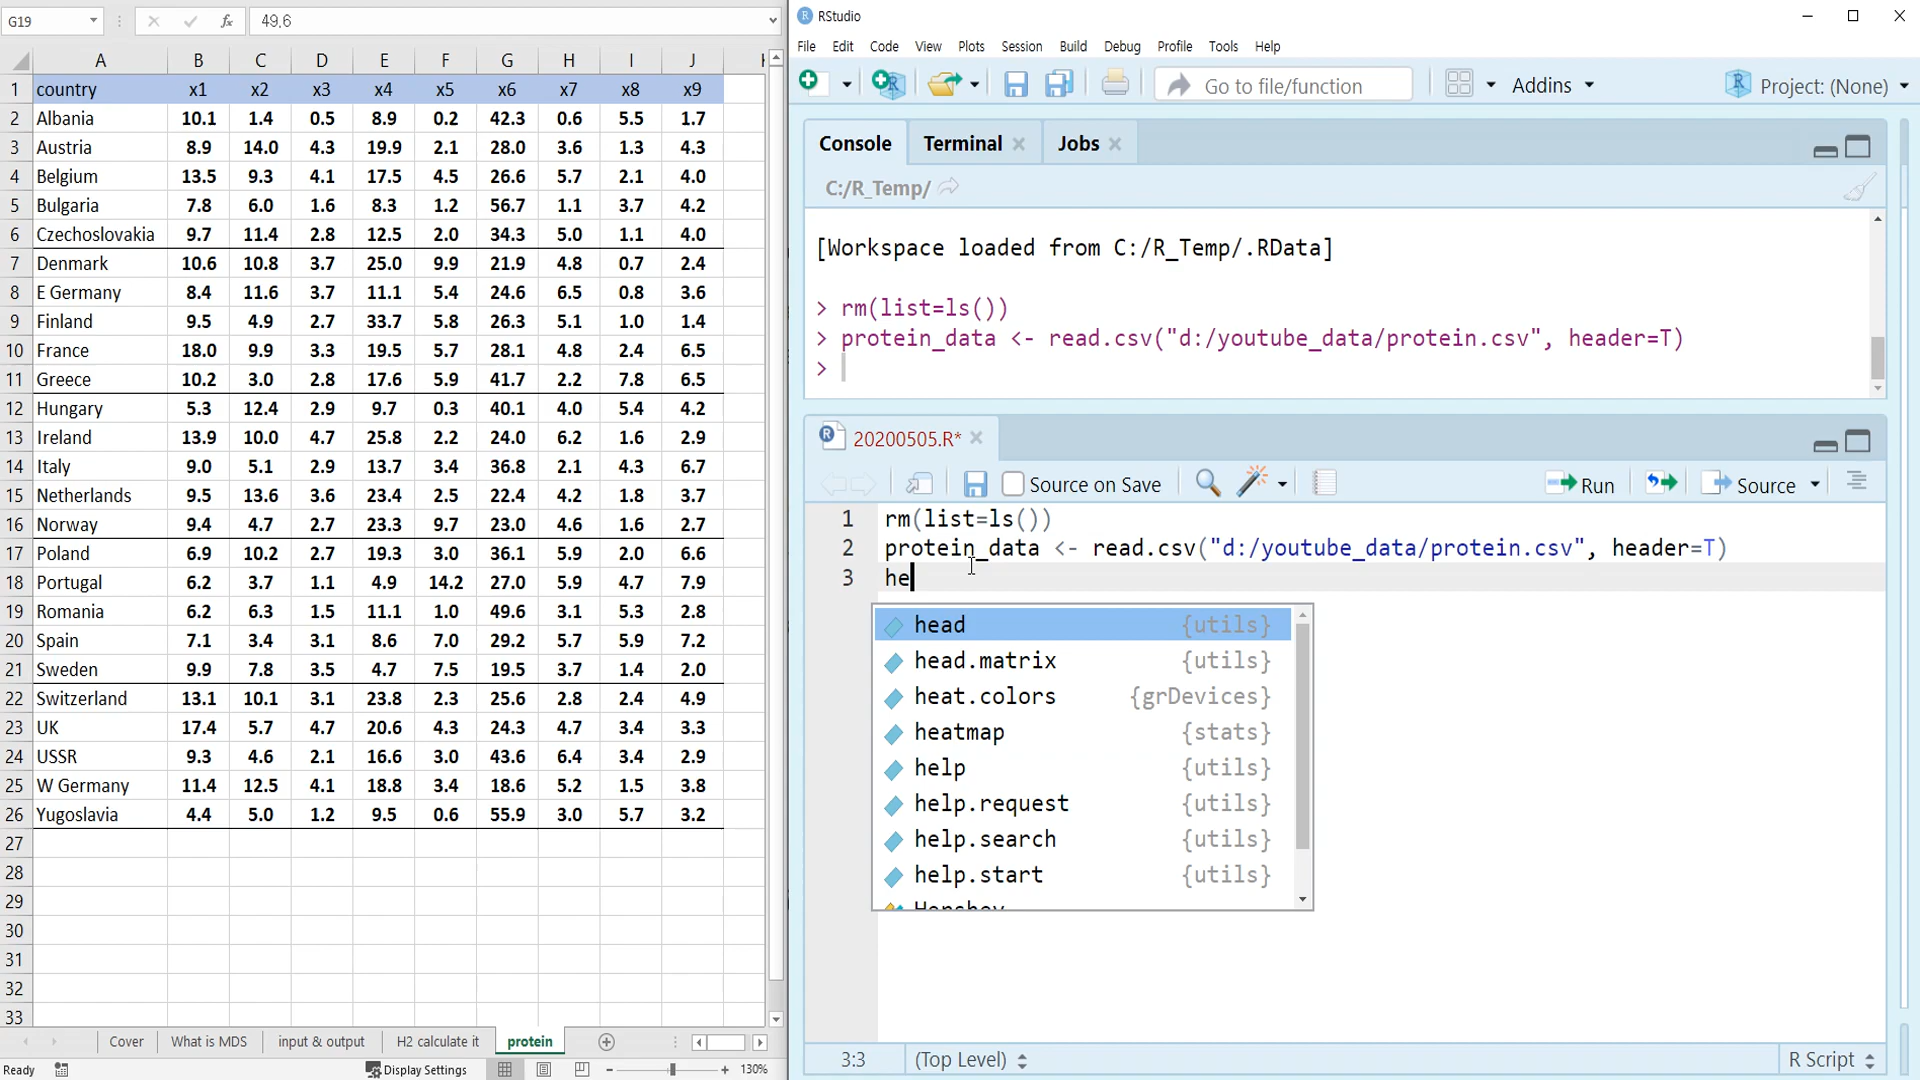 G19 fx 49,6
A B C D E F G H I J
1 country x1 x2 x3 x4 x5 x6 x7 x8 x9
2 Albania 10.1 1.4 0.5 8.9 0.2 42.3 0.6 5.5 1.7
3 Austria 8.9 14.0 4.3 19.9 2.1 28.0 3.6 1.3 4.3
4 Belgium 13.5 9.3 4.1 17.5 4.5 26.6 5.7 2.1 4.0
5 Bulgaria 7.8 6.0 1.6 8.3 1.2 56.7 1.1 3.7 4.2
6 Czechoslovakia 9.7 11.4 2.8 12.5 2.0 34.3 5.0 1.1 4.0
7 Denmark 10.6 10.8 3.7 25.0 9.9 21.9 4.8 0.7 2.4
8 E Germany 8.4 11.6 3.7 11.1 5.4 24.6 6.5 0.8 3.6
9 Finland 9.5 4.9 2.7 33.7 5.8 26.3 5.1 1.0 1.4
10 France 18.0 9.9 3.3 19.5 5.7 28.1 4.8 2.4 6.5
11 Greece 10.2 3.0 2.8 17.6 5.9 41.7 2.2 7.8 6.5
12 Hungary 5.3 12.4 2.9 9.7 0.3 40.1 4.0 5.4 4.2
13 Ireland 13.9 10.0 4.7 25.8 2.2 24.0 6.2 1.6 2.9
14 Italy 9.0 5.1 2.9 13.7 3.4 36.8 2.1 4.3 6.7
15 Netherlands 9.5 13.6 3.6 23.4 2.5 22.4 4.2 1.8 3.7
16 Norway 9.4 4.7 2.7 23.3 9.7 23.0 4.6 1.6 2.7
17 Poland 6.9 10.2 2.7 19.3 3.0 36.1 5.9 2.0 6.6
18 Portugal 6.2 3.7 1.1 4.9 14.2 27.0 5.9 4.7 7.9
19 Romania 6.2 6.3 1.5 11.1 1.0 49.6 3.1 5.3 2.8
20 Spain 7.1 3.4 3.1 8.6 7.0 29.2 5.7 5.9 7.2
21 Sweden 9.9 7.8 3.5 4.7 7.5 19.5 3.7 1.4 2.0
22 Switzerland 13.1 10.1 3.1 23.8 2.3 25.6 2.8 2.4 4.9
23 UK 17.4 5.7 4.7 20.6 4.3 24.3 4.7 3.4 3.3
24 USSR 9.3 4.6 2.1 16.6 3.0 43.6 6.4 3.4 2.9
25 W Germany 11.4 12.5 4.1 18.8 3.4 18.6 5.2 1.5 3.8
26 Yugoslavia 4.4 5.0 1.2 9.5 0.6 55.9 3.0 5.7 3.2
27
28
29
30
31
32
33
Cover What is MDS input & output H2 calculate it protein
Ready Display Settings 130%
RStudio
File Edit Code View Plots Session Build Debug Profile Tools Help
Go to file/function Addins Project: (None)
Console Terminal Jobs
C:/R_Temp/
[Workspace loaded from C:/R_Temp/.RData]
> rm(list=ls())
> protein_data <- read.csv("d:/youtube_data/protein.csv", header=T)
>
20200505.R*
Source on Save Run Source
1 rm(list=ls())
2 protein_data <- read.csv("d:/youtube_data/protein.csv", header=T)
3 he
head {utils}
head.matrix {utils}
heat.colors {grDevices}
heatmap {stats}
help {utils}
help.request {utils}
help.search {utils}
help.start {utils}
3:3 (Top Level) R Script